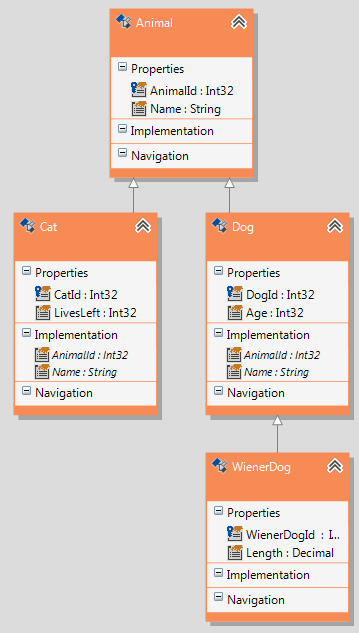 Animal
Properties
AnimalId : Int32
Name : String
Implementation
Navigation
Cat
Properties
CatId : Int32
LivesLeft : Int32
Implementation
AnimalId : Int32
Name : String
Navigation
Dog
Properties
DogId : Int32
Age : Int32
Implementation
AnimalId : Int32
Name : String
Navigation
WienerDog
Properties
WienerDogId : I...
Length : Decimal
Implementation
Navigation